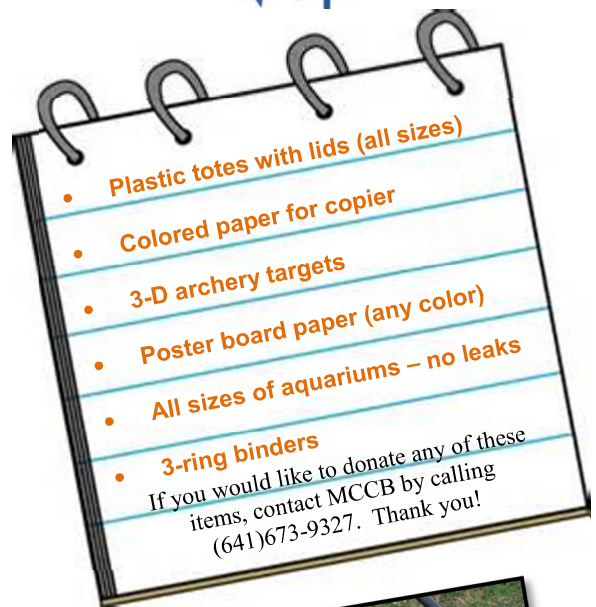 • Plastic totes with lids (all sizes)
• Colored paper for copier
• 3-D archery targets
• Poster board paper (any color)
• All sizes of aquariums – no leaks
• 3-ring binders
If you would like to donate any of these
items, contact MCCB by calling
(641)673-9327.  Thank you!